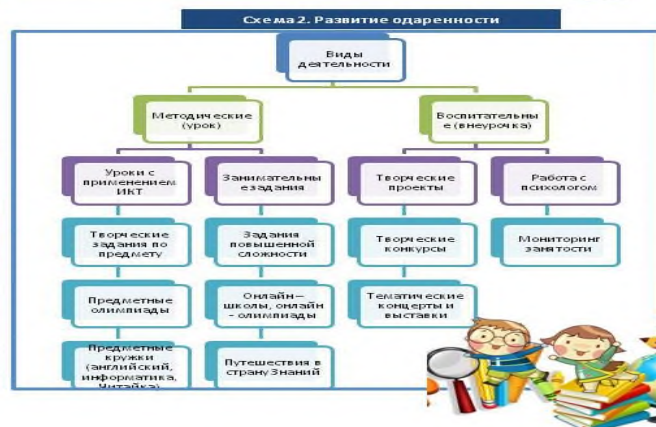 Схема 2. Развитие одаренности
Виды
деятельности
Методические
(урок)
Воспитательны
е (внеурочка)
Уроки с
применением
ИКТ
Занимательны
е задания
Творческие
проекты
Работа с
психологом
Творческие
задания по
предмету
Задания
повышенной
сложности
Творческие
конкурсы
Мониторинг
занятости
Предметные
олимпиады
Онлайн –
школы, онлайн
- олимпиады
Тематические
концерты и
выставки
Предметные
кружки
(английский,
информатика,
Читайка)
Путешествия в
страну Знаний